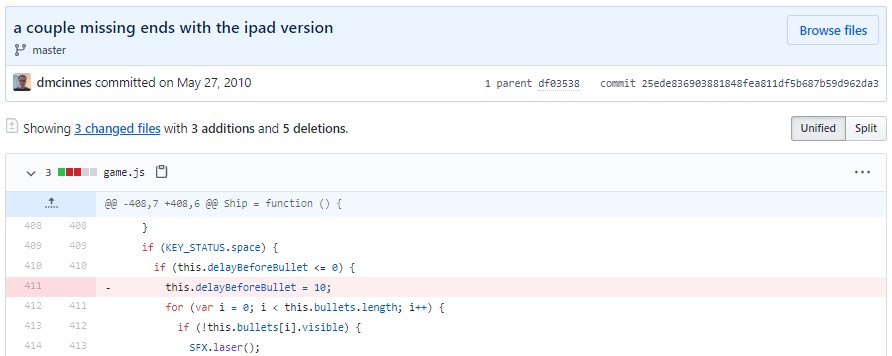 a couple missing ends with the ipad version
Browse files
master
dmcinnes committed on May 27, 2010
1 parent df03538 commit 25ede836903881848fea811df5b687b59d962da3
Showing 3 changed files with 3 additions and 5 deletions.
Unified Split
3 game.js
@@ -408,7 +408,6 @@ Ship = function () {
408 408 }
409 409 if (KEY_STATUS.space) {
410 410 if (this.delayBeforeBullet <= 0) {
411 - this.delayBeforeBullet = 10;
412 411 for (var i = 0; i < this.bullets.length; i++) {
413 412 if (!this.bullets[i].visible) {
414 413 SFX.laser();